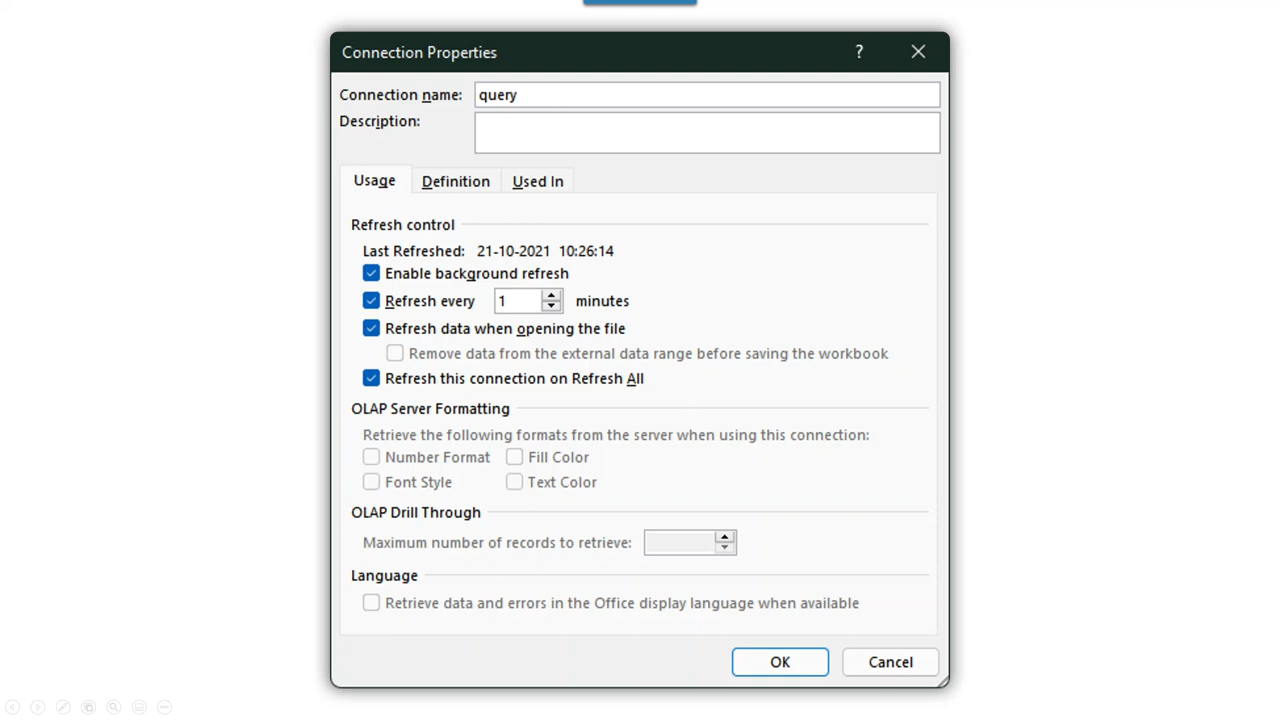 Connection Properties ?
Connection name: query
Description:
Usage Definition Used In
Refresh control
Last Refreshed: 21-10-2021 10:26:14
Enable background refresh
Refresh every 1 minutes
Refresh data when opening the file
Remove data from the external data range before saving the workbook
Refresh this connection on Refresh All
OLAP Server Formatting
Retrieve the following formats from the server when using this connection:
Number Format Fill Color
Font Style Text Color
OLAP Drill Through
Maximum number of records to retrieve:
Language
Retrieve data and errors in the Office display language when available
OK Cancel